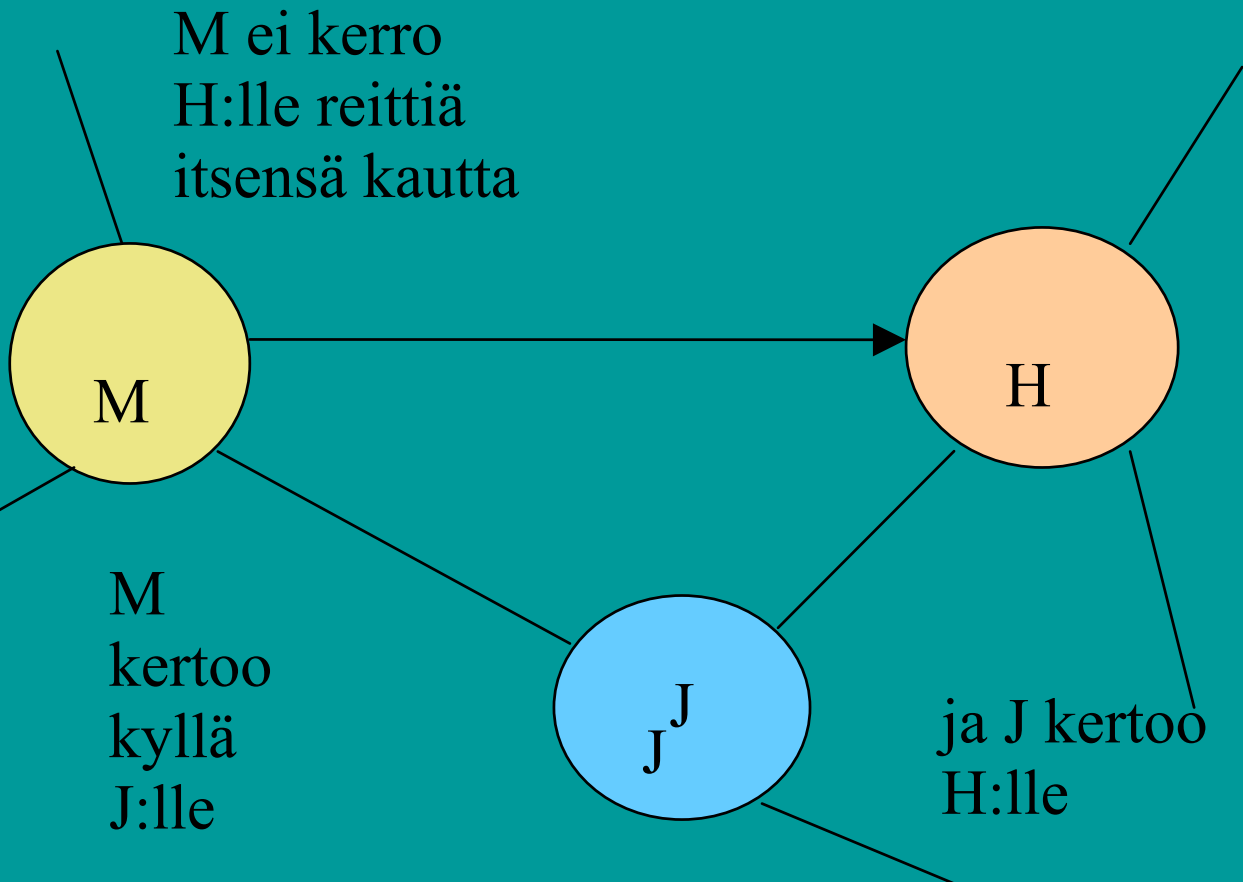 M ei kerro
H:lle reittiä
itsensä kautta
M
H
M
kertoo
kyllä
J:lle
J
J
ja J kertoo
H:lle